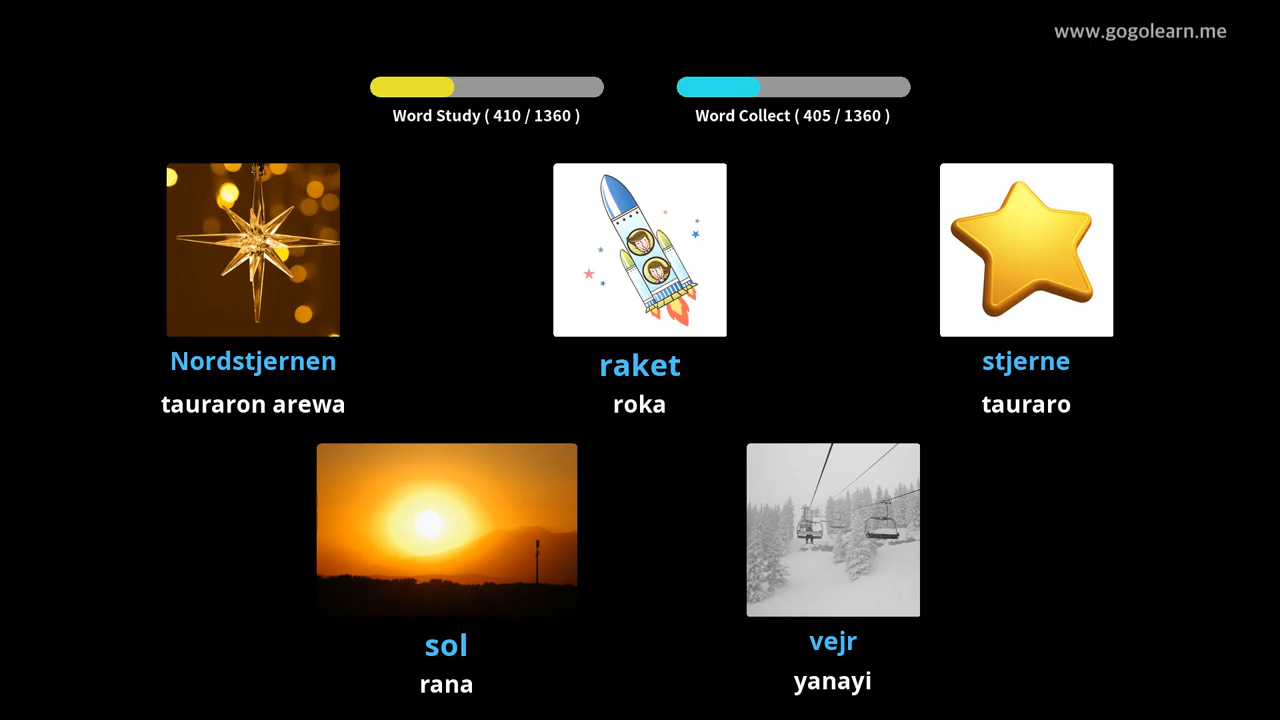 www.gogolearn.me
Word Study ( 410 / 1360 )
Word Collect ( 405 / 1360 )
Nordstjernen
raket
stjerne
tauraron arewa
roka
tauraro
sol
vejr
rana
yanayi